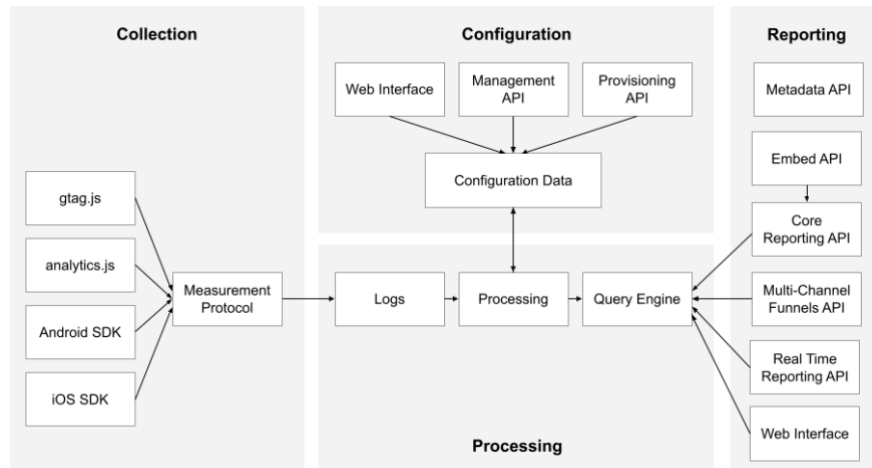 Collection
gtag.js
analytics.js
Android SDK
iOS SDK
Measurement
Protocol
Configuration
Web Interface
Management
API
Provisioning
API
Configuration Data
Logs
Processing
Query Engine
Processing
Reporting
Metadata API
Embed API
Core
Reporting API
Multi-Channel
Funnels API
Real Time
Reporting API
Web Interface